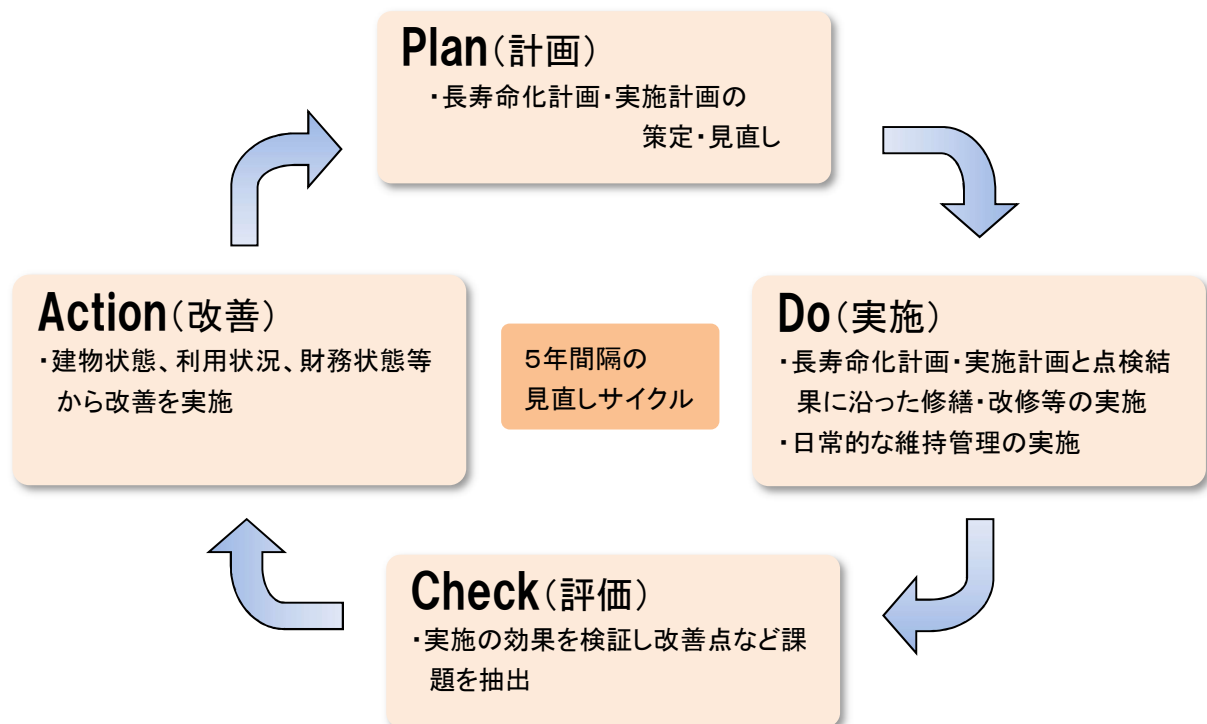 Plan（計画）
・長寿命化計画・実施計画の
策定・見直し
Action（改善）
・建物状態、利用状況、財務状態等
から改善を実施
５年間隔の
見直しサイクル
Do（実施）
・長寿命化計画・実施計画と点検結
果に沿った修繕・改修等の実施
・日常的な維持管理の実施
Check（評価）
・実施の効果を検証し改善点など課
題を抽出